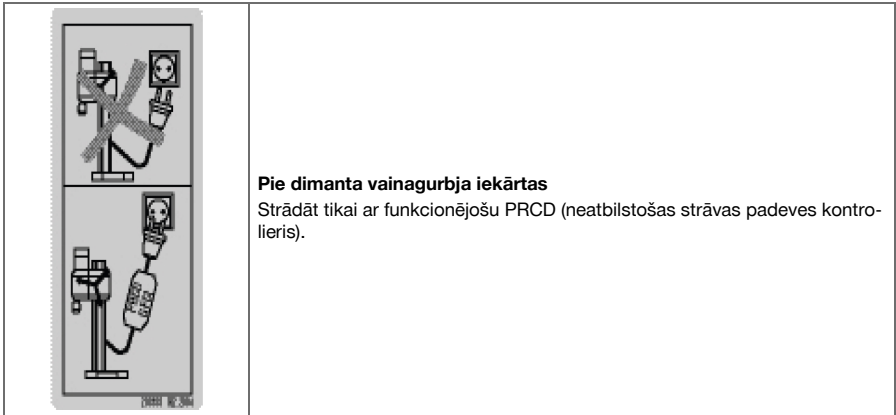 Pie dimanta vainagurbja iekārtas
Strādāt tikai ar funkcionējošu PRCD (neatbilstošas strāvas padeves kontro-
lieris).